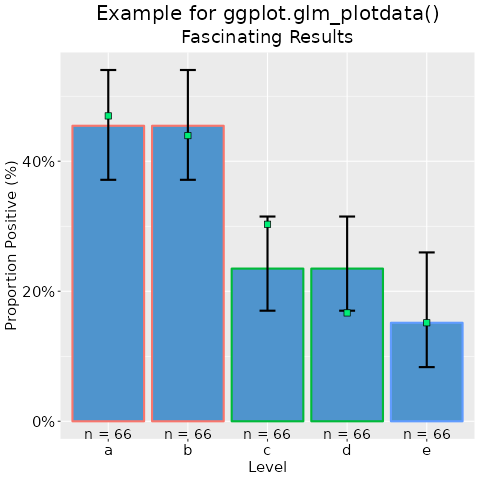 Example for ggplot.glm_plotdata()
Fascinating Results
Proportion Positive (%)
40%
20%
0%
n = 66 n = 66 n = 66 n = 66 n = 66
a b c d e
Level